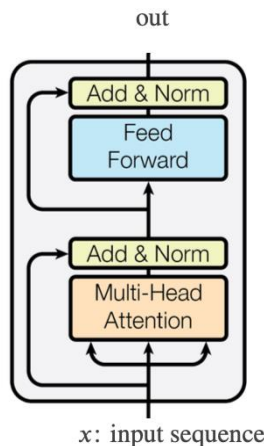 out
Add & Norm
Feed
Forward
Add & Norm
Multi-Head
Attention
x: input sequence